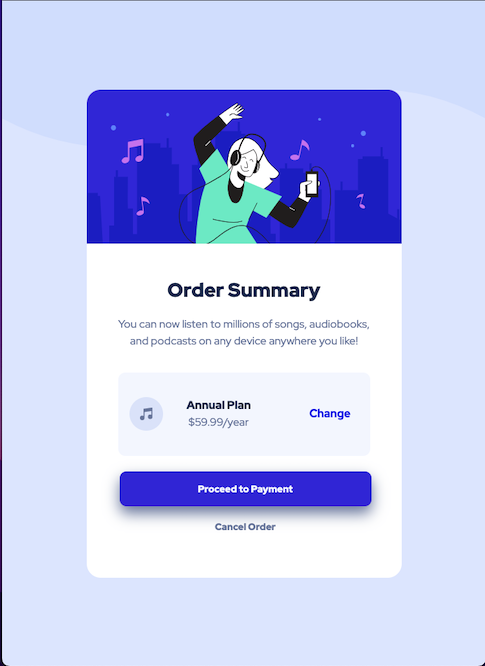 Order Summary
You can now listen to millions of songs, audiobooks,
and podcasts on any device anywhere you like!
Annual Plan
$59.99/year
Change
Proceed to Payment
Cancel Order